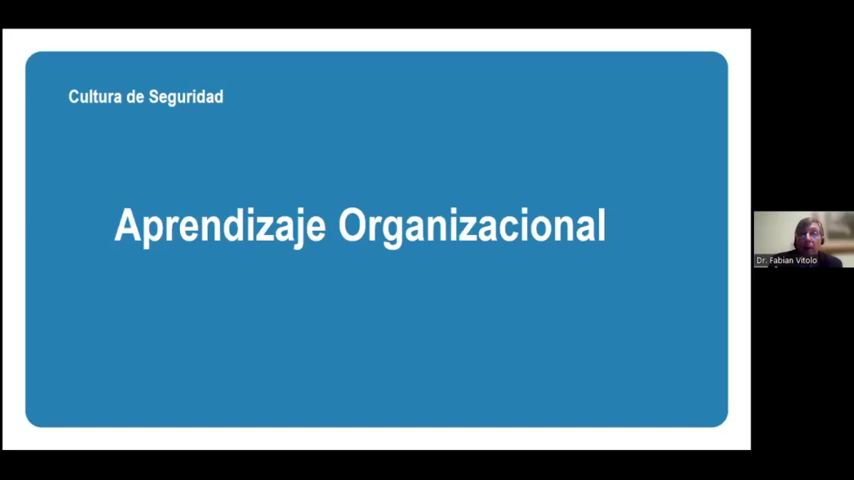 Cultura de Seguridad
Aprendizaje Organizacional
Dr. Fabian Vitolo